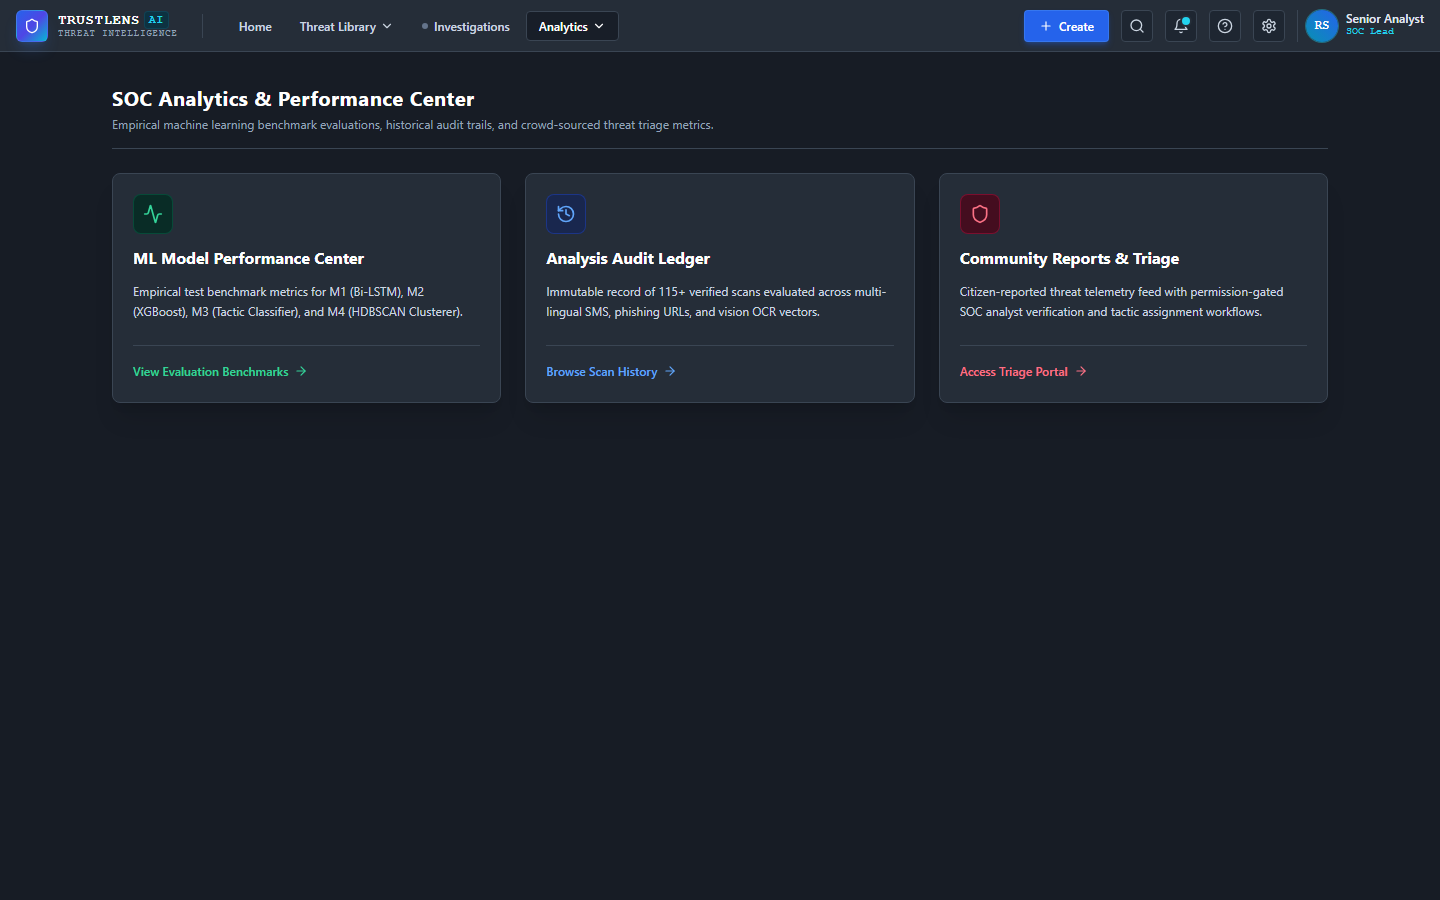 TRUSTLENS AI
THREAT INTELLIGENCE
Home
Threat Library
Investigations
Analytics
Create
RS
Senior Analyst
SOC Lead
SOC Analytics & Performance Center
Empirical machine learning benchmark evaluations, historical audit trails, and crowd-sourced threat triage metrics.
ML Model Performance Center
Empirical test benchmark metrics for M1 (Bi-LSTM), M2
(XGBoost), M3 (Tactic Classifier), and M4 (HDBSCAN Clusterer).
View Evaluation Benchmarks
Analysis Audit Ledger
Immutable record of 115+ verified scans evaluated across multi-
lingual SMS, phishing URLs, and vision OCR vectors.
Browse Scan History
Community Reports & Triage
Citizen-reported threat telemetry feed with permission-gated
SOC analyst verification and tactic assignment workflows.
Access Triage Portal